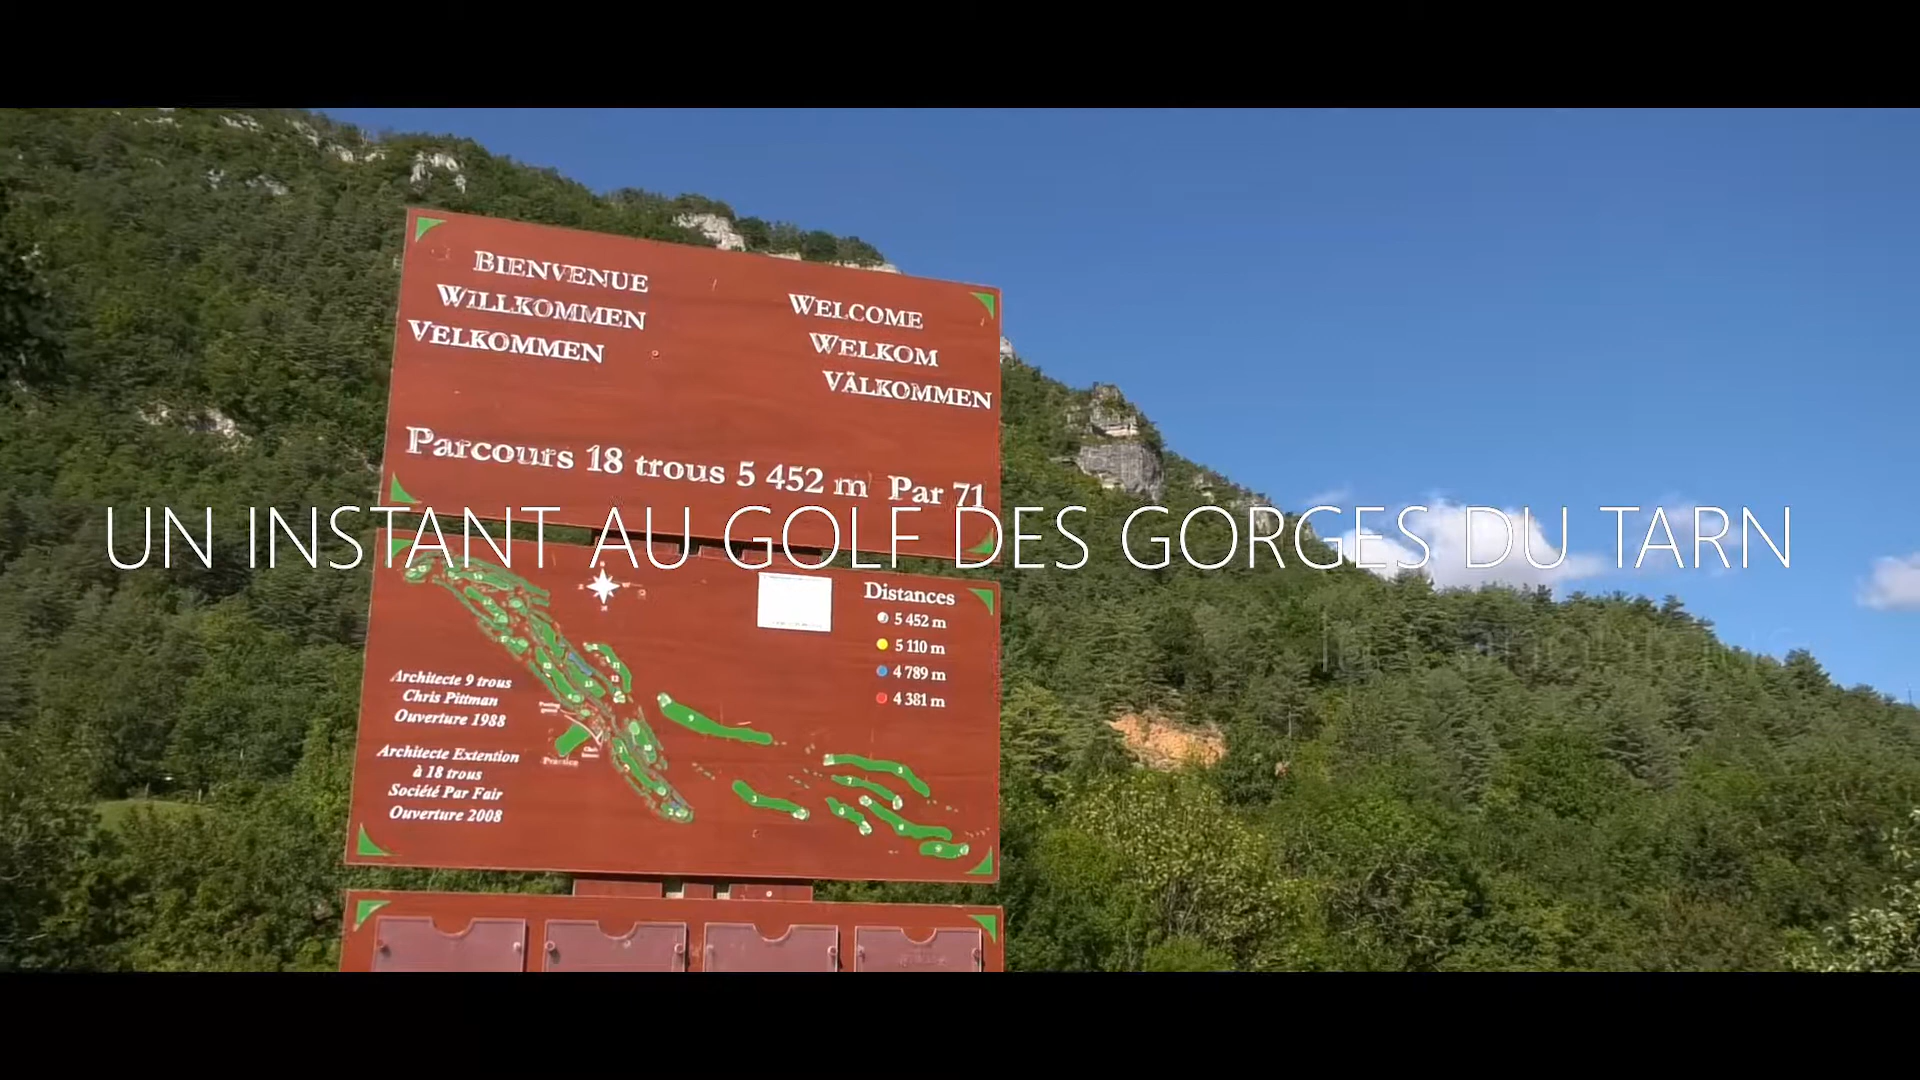 BIENVENUE
WILLKOMMEN
VELKOMMEN
WELCOME
WELKOM
VÄLKOMMEN
Parcours 18 trous 5 452 m Par 71
UN INSTANT AU GOLF DES GORGES DU TARN
Distances
5 452 m
5 110 m
4 789 m
4 381 m
Architecte 9 trous
Chris Pittman
Ouverture 1988
Architecte Extention
à 18 trous
Société Par Fair
Ouverture 2008